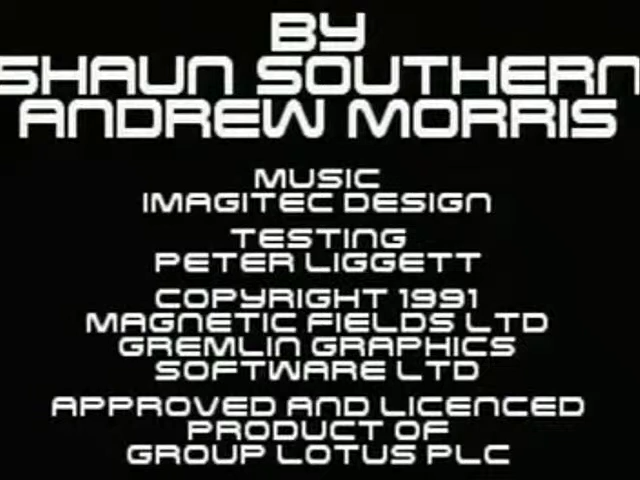 BY
SHAUN SOUTHERN
ANDREW MORRIS
MUSIC
IMAGITEC DESIGN
TESTING
PETER LIGGETT
COPYRIGHT 1991
MAGNETIC FIELDS LTD
GREMLIN GRAPHICS
SOFTWARE LTD
APPROVED AND LICENCED
PRODUCT OF
GROUP LOTUS PLC